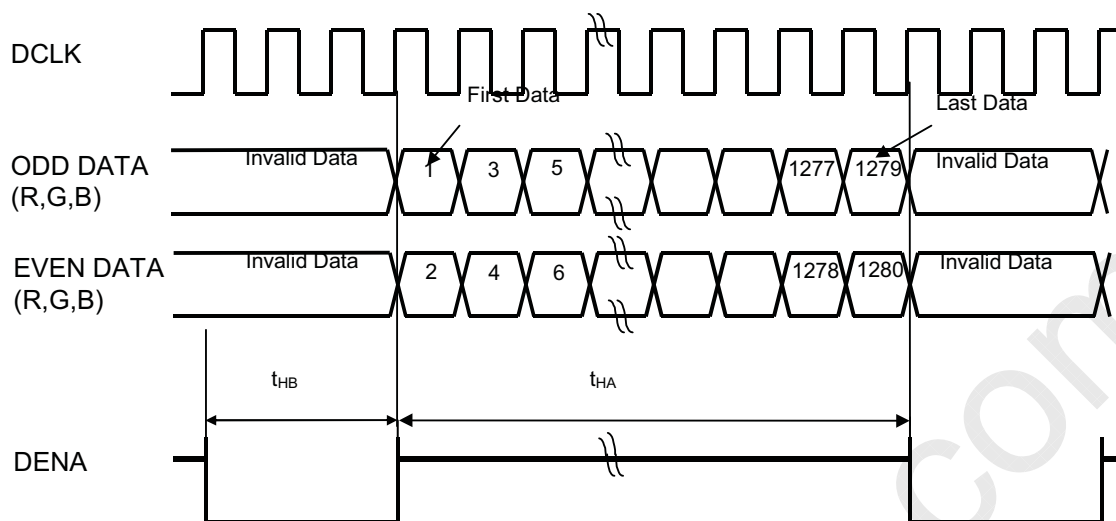 DCLK
First Data
Last Data
ODD DATA
(R,G,B)
Invalid Data
1
3
5
1277
1279
Invalid Data
EVEN DATA
(R,G,B)
Invalid Data
2
4
6
1278
1280
Invalid Data
tHB
tHA
DENA
com